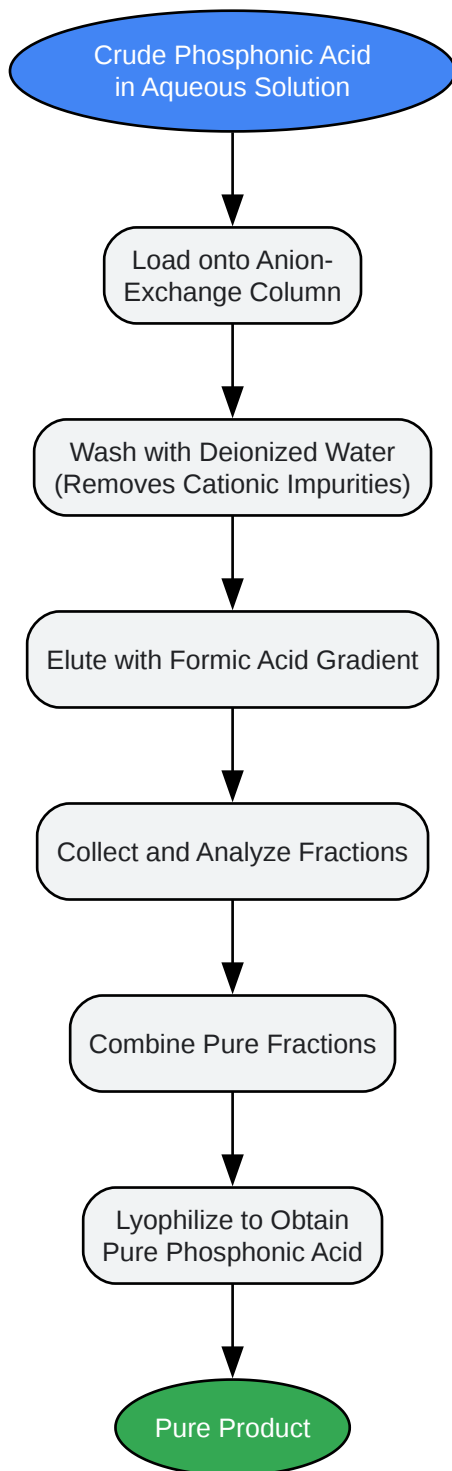 Crude Phosphonic Acid
in Aqueous Solution
Load onto Anion-
Exchange Column
Wash with Deionized Water
(Removes Cationic Impurities)
Elute with Formic Acid Gradient
Collect and Analyze Fractions
Combine Pure Fractions
Lyophilize to Obtain
Pure Phosphonic Acid
Pure Product